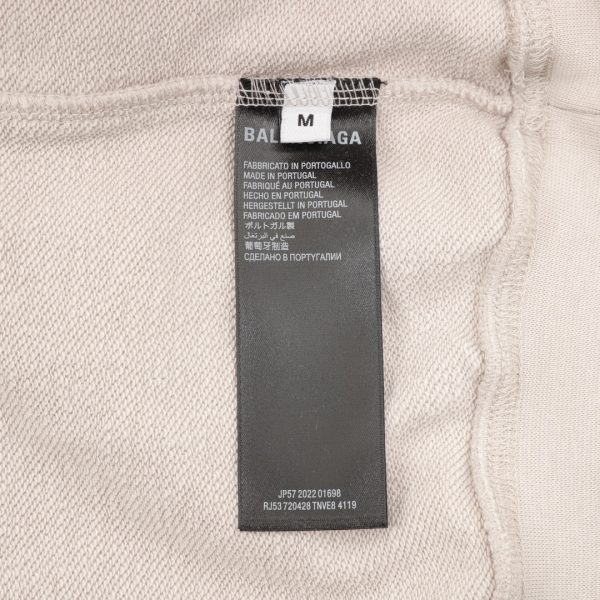 M
BALENCIAGA
FABBRICATO IN PORTOGALLO
MADE IN PORTUGAL
FABRIQUÉ AU PORTUGAL
HECHO EN PORTUGAL
HERGESTELLT IN PORTUGAL
FABRICADO EM PORTUGAL
ポルトガル製
صنع في البرتغال
葡萄牙制造
СДЕЛАНО В ПОРТУГАЛИИ
JP57 2022 01698
RJ53 720428 TNVE8 4119